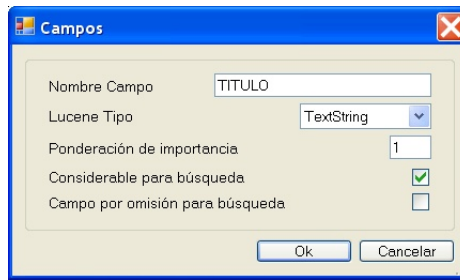 Campos
Nombre Campo TITULO
Lucene Tipo TextString
Ponderación de importancia 1
Considerable para búsqueda
Campo por omisión para búsqueda
Ok Cancelar